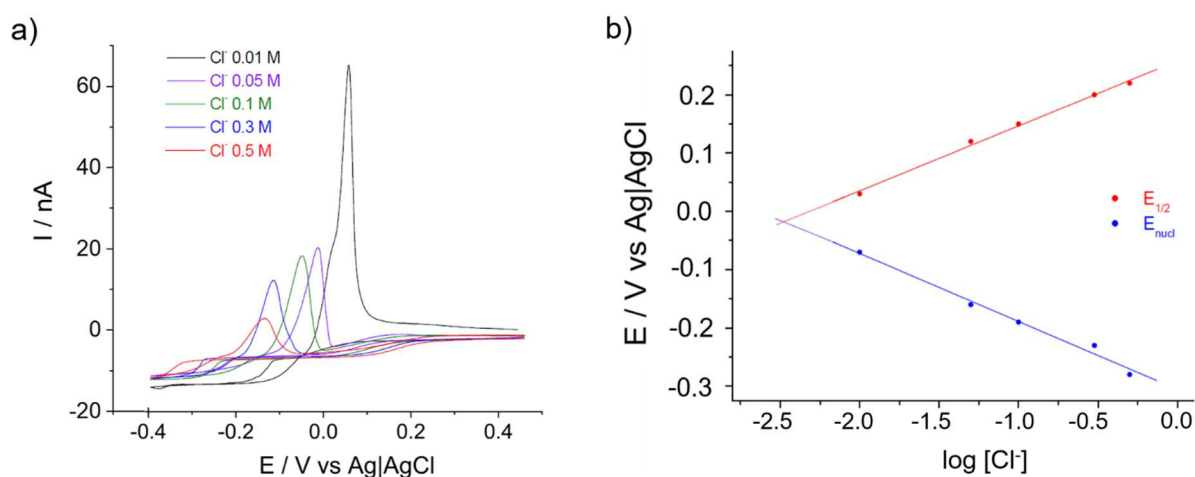 a)
Cl⁻ 0.01 M
Cl⁻ 0.05 M
Cl⁻ 0.1 M
Cl⁻ 0.3 M
Cl⁻ 0.5 M
I / nA
60
40
20
0
-20
-0.4 -0.2 0.0 0.2 0.4
E / V vs Ag|AgCl
b)
E / V vs Ag|AgCl
0.2
0.1
0.0
-0.1
-0.2
-0.3
E1/2
Enucl
-2.5 -2.0 -1.5 -1.0 -0.5 0.0
log [Cl⁻]